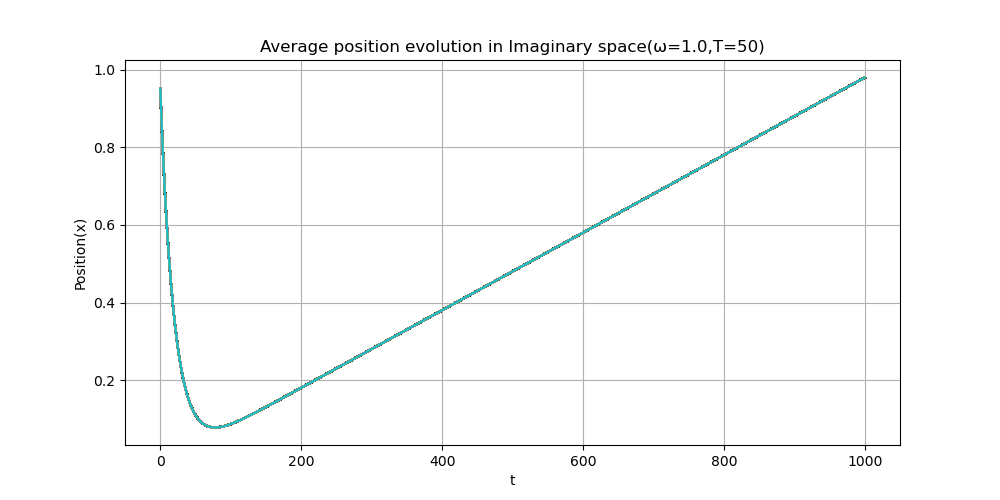 Average position evolution in Imaginary space(ω=1.0,T=50)
1.0
0.8
0.6
0.4
0.2
Position(x)
0 200 400 600 800 1000
t